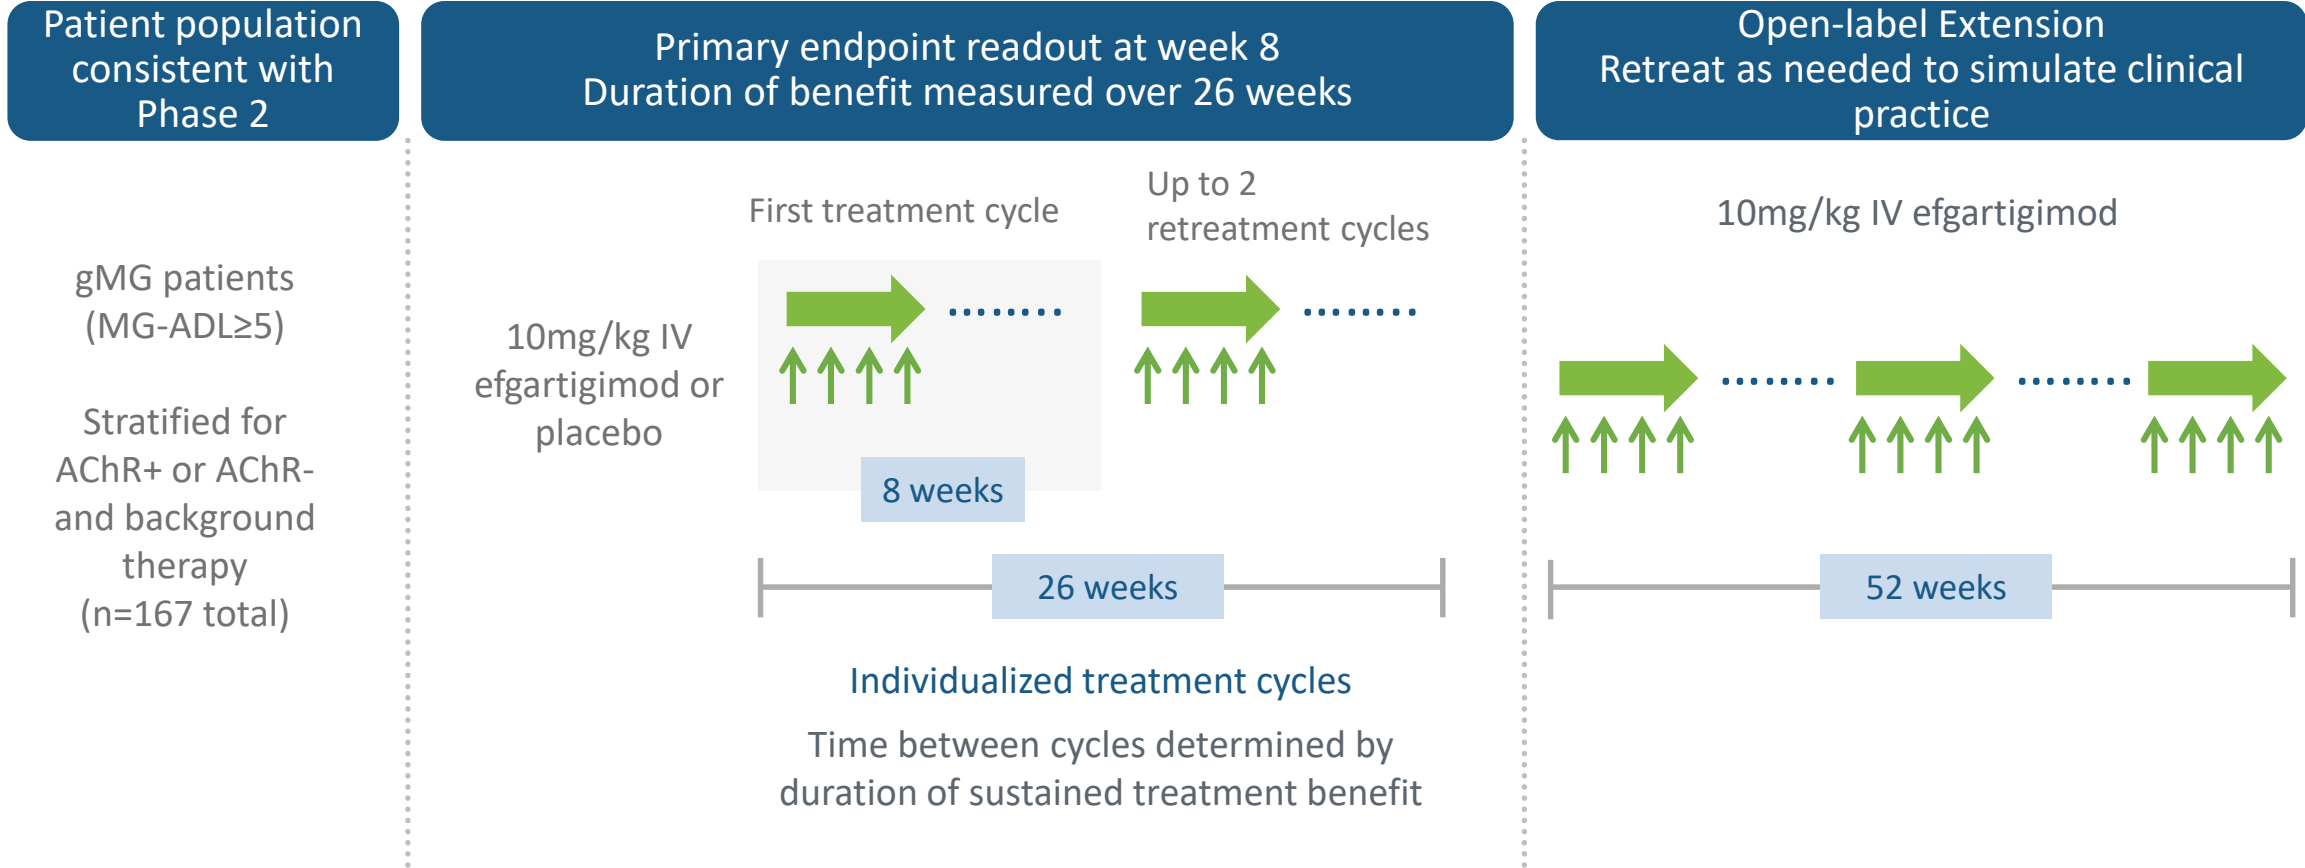 Patient population
consistent with
Phase 2
Primary endpoint readout at week 8
Duration of benefit measured over 26 weeks
Open-label Extension
Retreat as needed to simulate clinical
practice
gMG patients
(MG-ADL≥5)
Stratified for
AChR+ or AChR-
and background
therapy
(n=167 total)
10mg/kg IV
efgartigimod or
placebo
First treatment cycle
Up to 2
retreatment cycles
8 weeks
26 weeks
Individualized treatment cycles
Time between cycles determined by
duration of sustained treatment benefit
10mg/kg IV efgartigimod
52 weeks